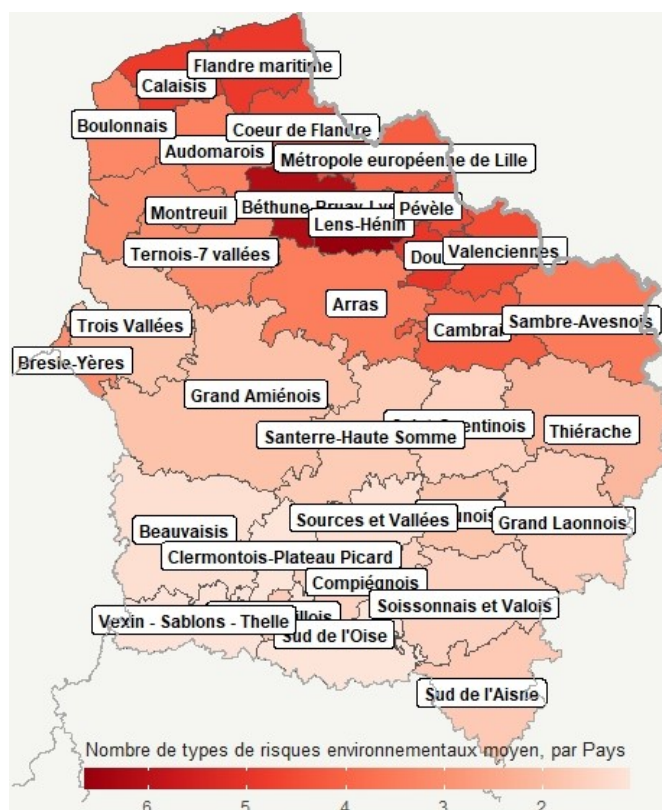 Flandre maritime
Calaisis
Boulonnais
Coeur de Flandre
Audomarois
Métropole européenne de Lille
Montreuil
Pévèle
Lens-Hénin
Ternois-7 vallées
Valenciennes
Arras
Trois Vallées
Cambrai
Sambre-Avesnois
Bresle-Yères
Grand Amiénois
Santerre-Haute Somme
Thiérache
Sources et Vallées
Grand Laonnois
Beauvaisis
Clermontois-Plateau Picard
Compiégnois
Soissonnais et Valois
Vexin - Sablons - Thelle
Sud de l'Oise
Sud de l'Aisne
Nombre de types de risques environnementaux moyen, par Pays
6 5 4 3 2